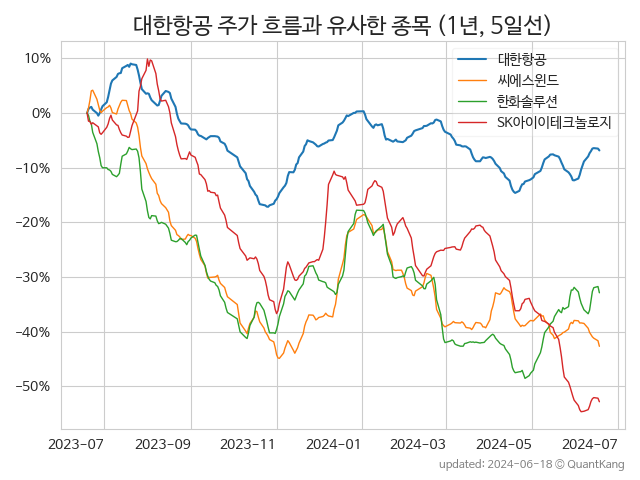 대한항공 주가 흐름과 유사한 종목 (1년, 5일선)
대한항공
씨에스윈드
한화솔루션
SK아이이테크놀로지
10%
0%
−10%
−20%
−30%
−40%
−50%
2023-07 2023-09 2023-11 2024-01 2024-03 2024-05 2024-07
updated: 2024-06-18 © QuantKang